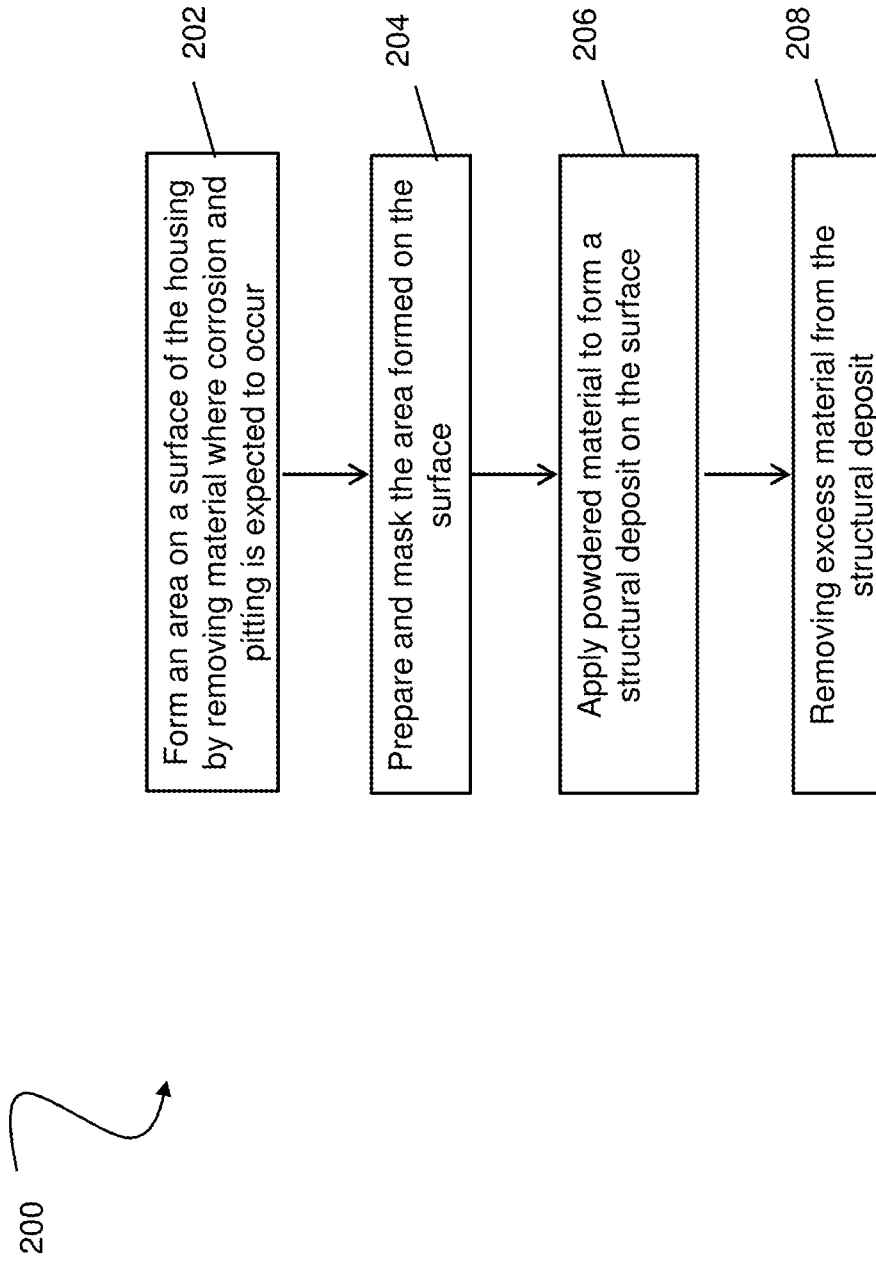 200
Form an area on a surface of the housing
by removing material where corrosion and
pitting is expected to occur
202
Prepare and mask the area formed on the
surface
204
Apply powdered material to form a
structural deposit on the surface
206
Removing excess material from the
structural deposit
208